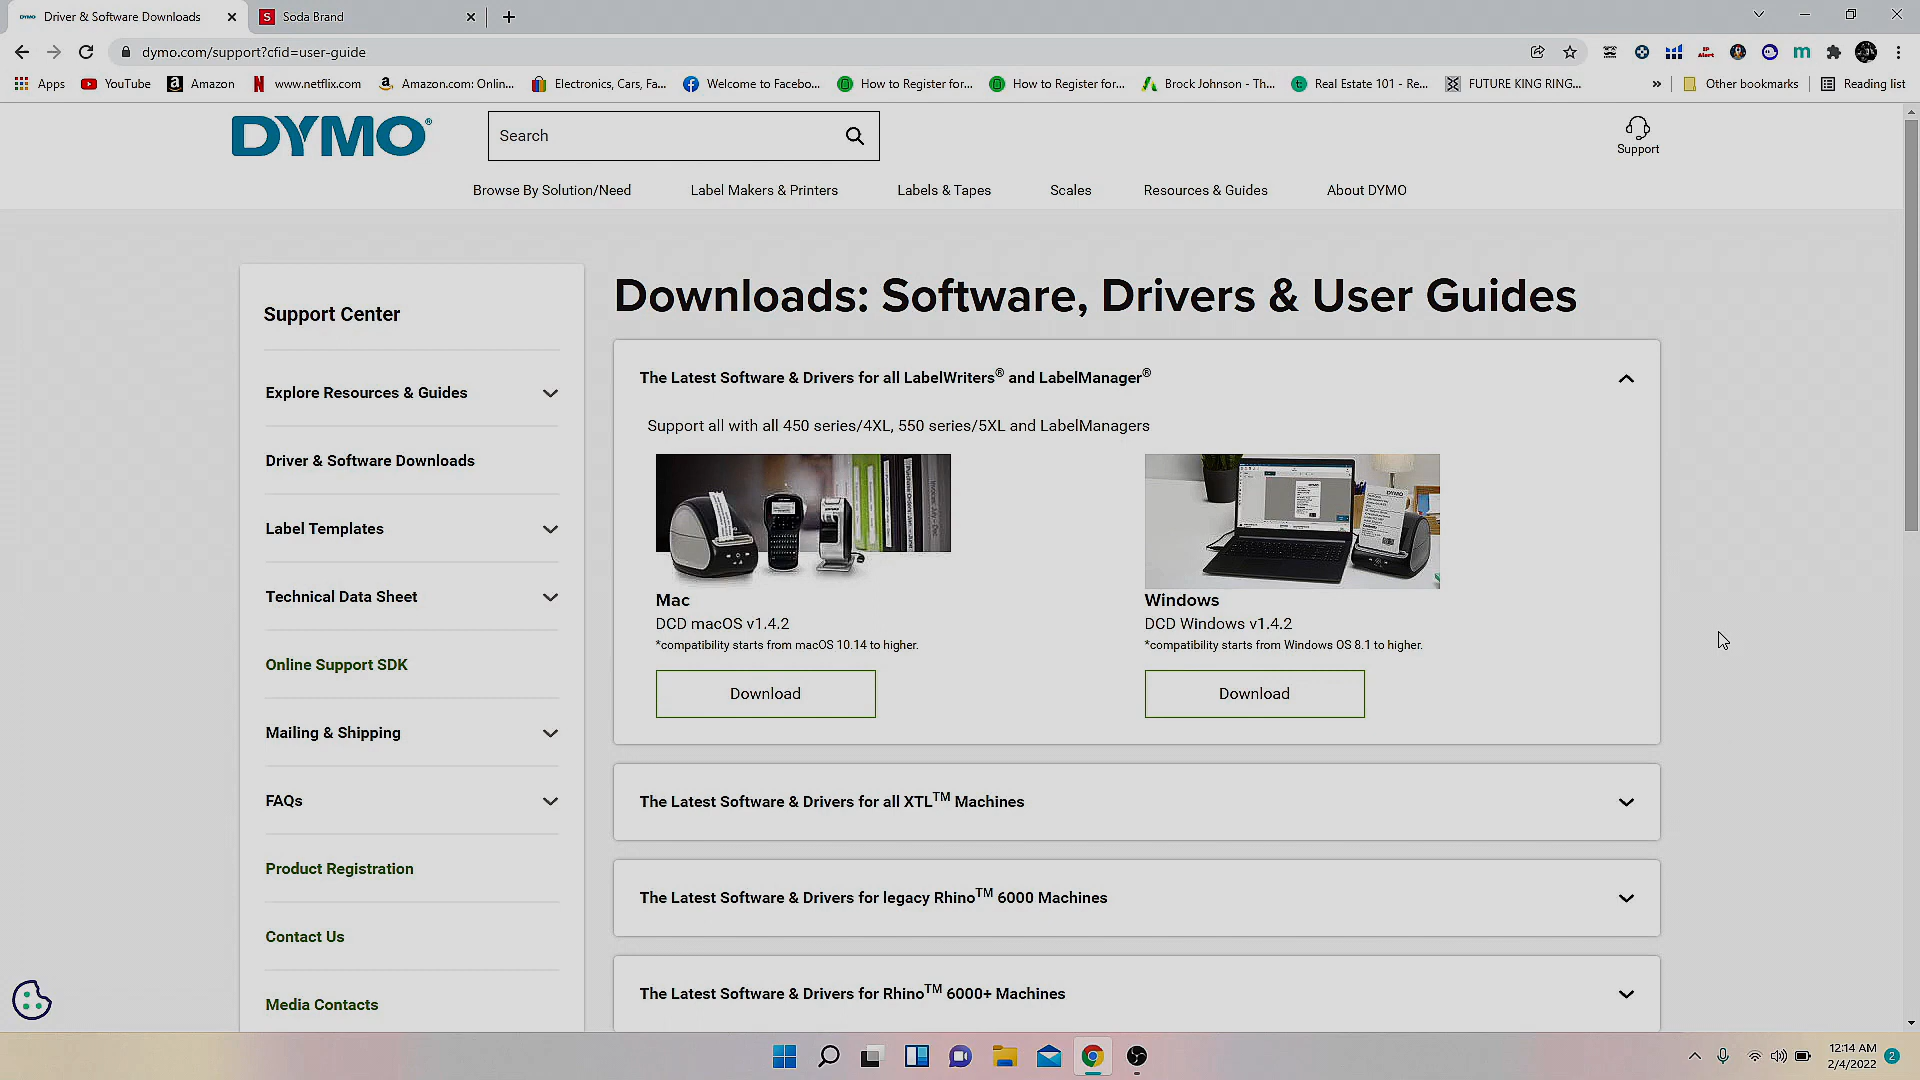 DYMO Driver & Software Downloads
S Soda Brand
dymo.com/support?cfid=user-guide
Apps
YouTube
Amazon
www.netflix.com
Amazon.com: Onlin...
Electronics, Cars, Fa...
Welcome to Facebo...
How to Register for...
How to Register for...
Brock Johnson - Th...
Real Estate 101 - Re...
FUTURE KING RING...
»
Other bookmarks
Reading list
DYMO®
Search
Support
Browse By Solution/Need
Label Makers & Printers
Labels & Tapes
Scales
Resources & Guides
About DYMO
Support Center
Explore Resources & Guides
Driver & Software Downloads
Label Templates
Technical Data Sheet
Online Support SDK
Mailing & Shipping
FAQs
Product Registration
Contact Us
Media Contacts
Downloads: Software, Drivers & User Guides
The Latest Software & Drivers for all LabelWriters® and LabelManager®
Support all with all 450 series/4XL, 550 series/5XL and LabelManagers
Mac
DCD macOS v1.4.2
*compatibility starts from macOS 10.14 to higher.
Download
Windows
DCD Windows v1.4.2
*compatibility starts from Windows OS 8.1 to higher.
Download
The Latest Software & Drivers for all XTL™ Machines
The Latest Software & Drivers for legacy Rhino™ 6000 Machines
The Latest Software & Drivers for Rhino™ 6000+ Machines
12:14 AM
2/4/2022
2